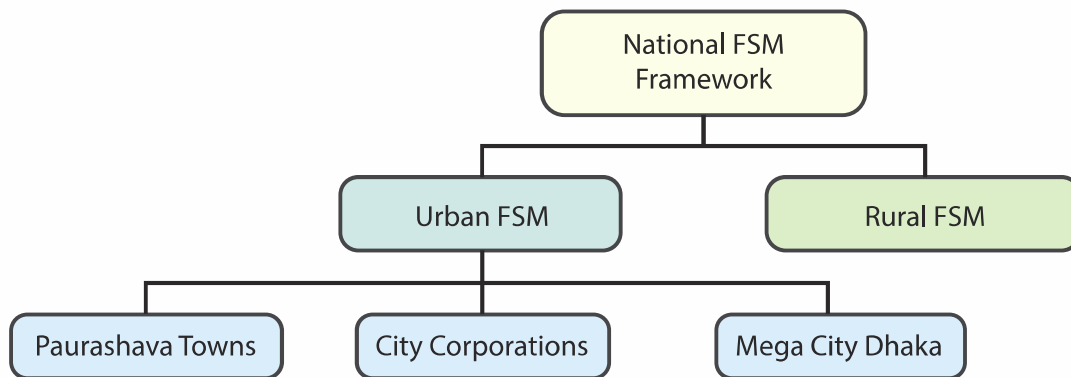 National FSM
Framework
Urban FSM
Rural FSM
Paurashava Towns
City Corporations
Mega City Dhaka